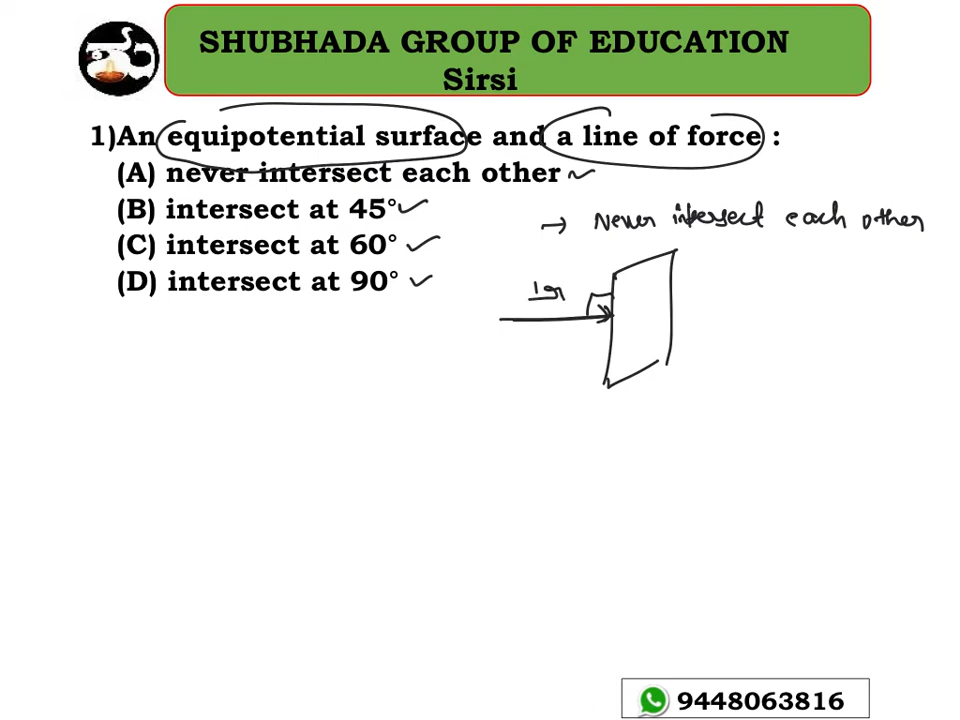 SHUBHADA GROUP OF EDUCATION
Sirsi
1)An equipotential surface and a line of force :
(A) never intersect each other
(B) intersect at 45°
(C) intersect at 60°
(D) intersect at 90°
→ Never intersect each other
9448063816